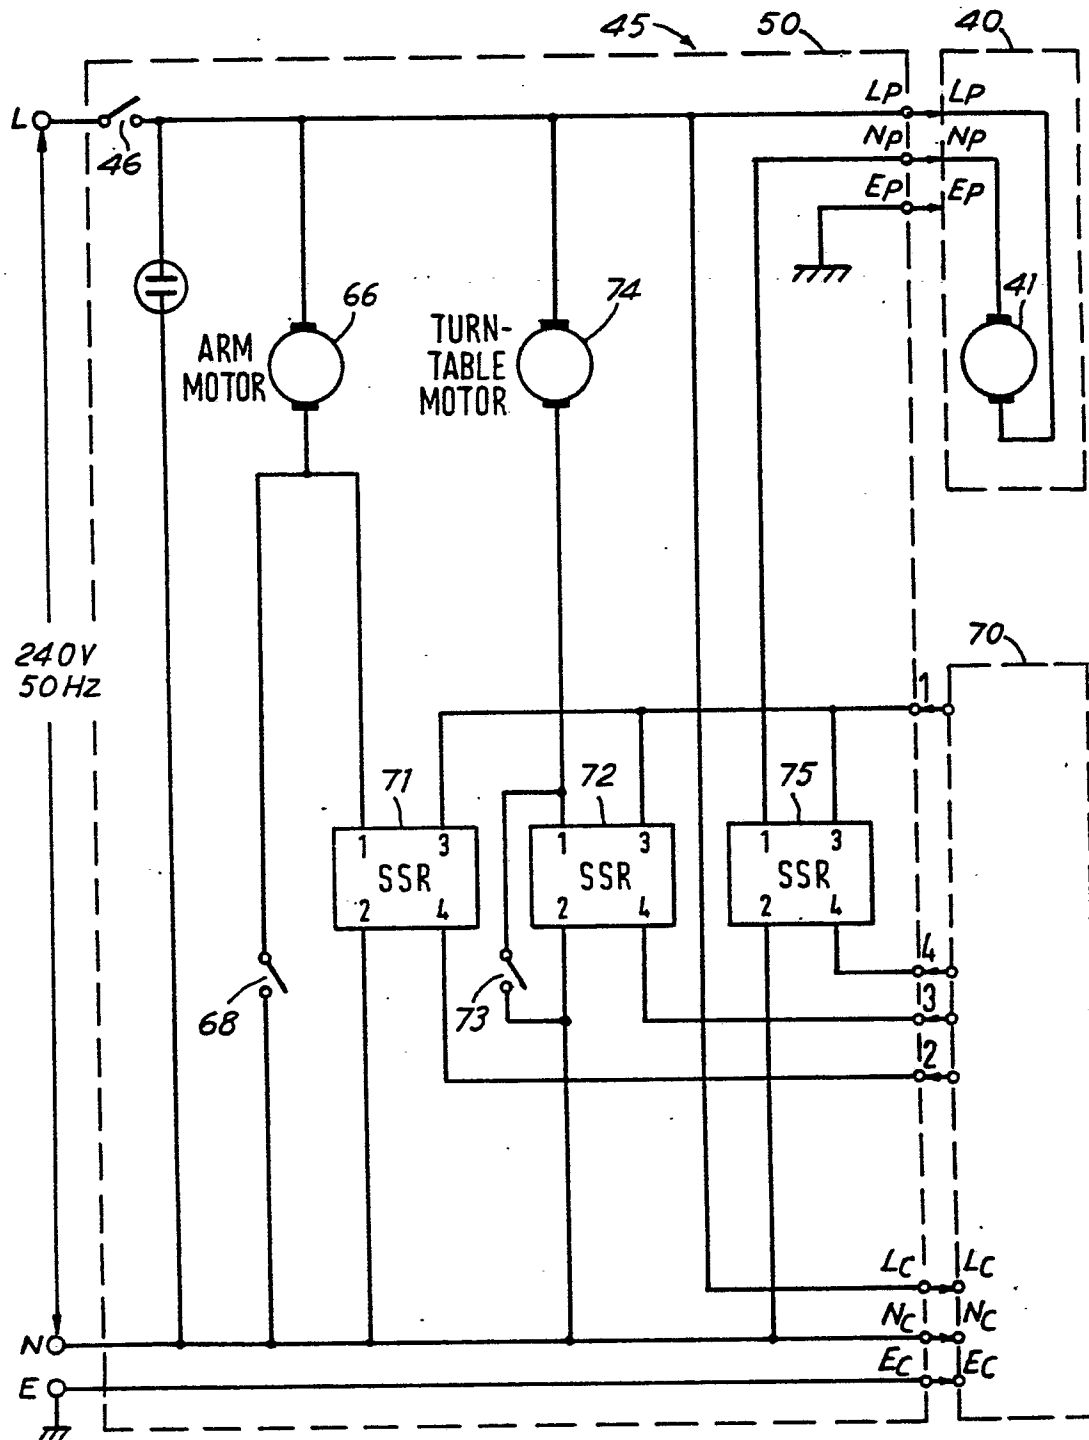 45
50
40
L
46
LP
LP
NP
NP
EP
EP
66
74
41
ARM
MOTOR
TURN-
TABLE
MOTOR
240V
50Hz
70
1
71
72
75
1 3
SSR
2 4
1 3
SSR
2 4
1 3
SSR
2 4
4
3
2
68
73
LC
LC
NC
NC
EC
EC
N
E